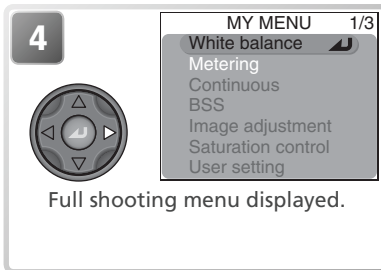 4
MY MENU 1/3
White balance
Metering
Continuous
BSS
Image adjustment
Saturation control
User setting
Full shooting menu displayed.